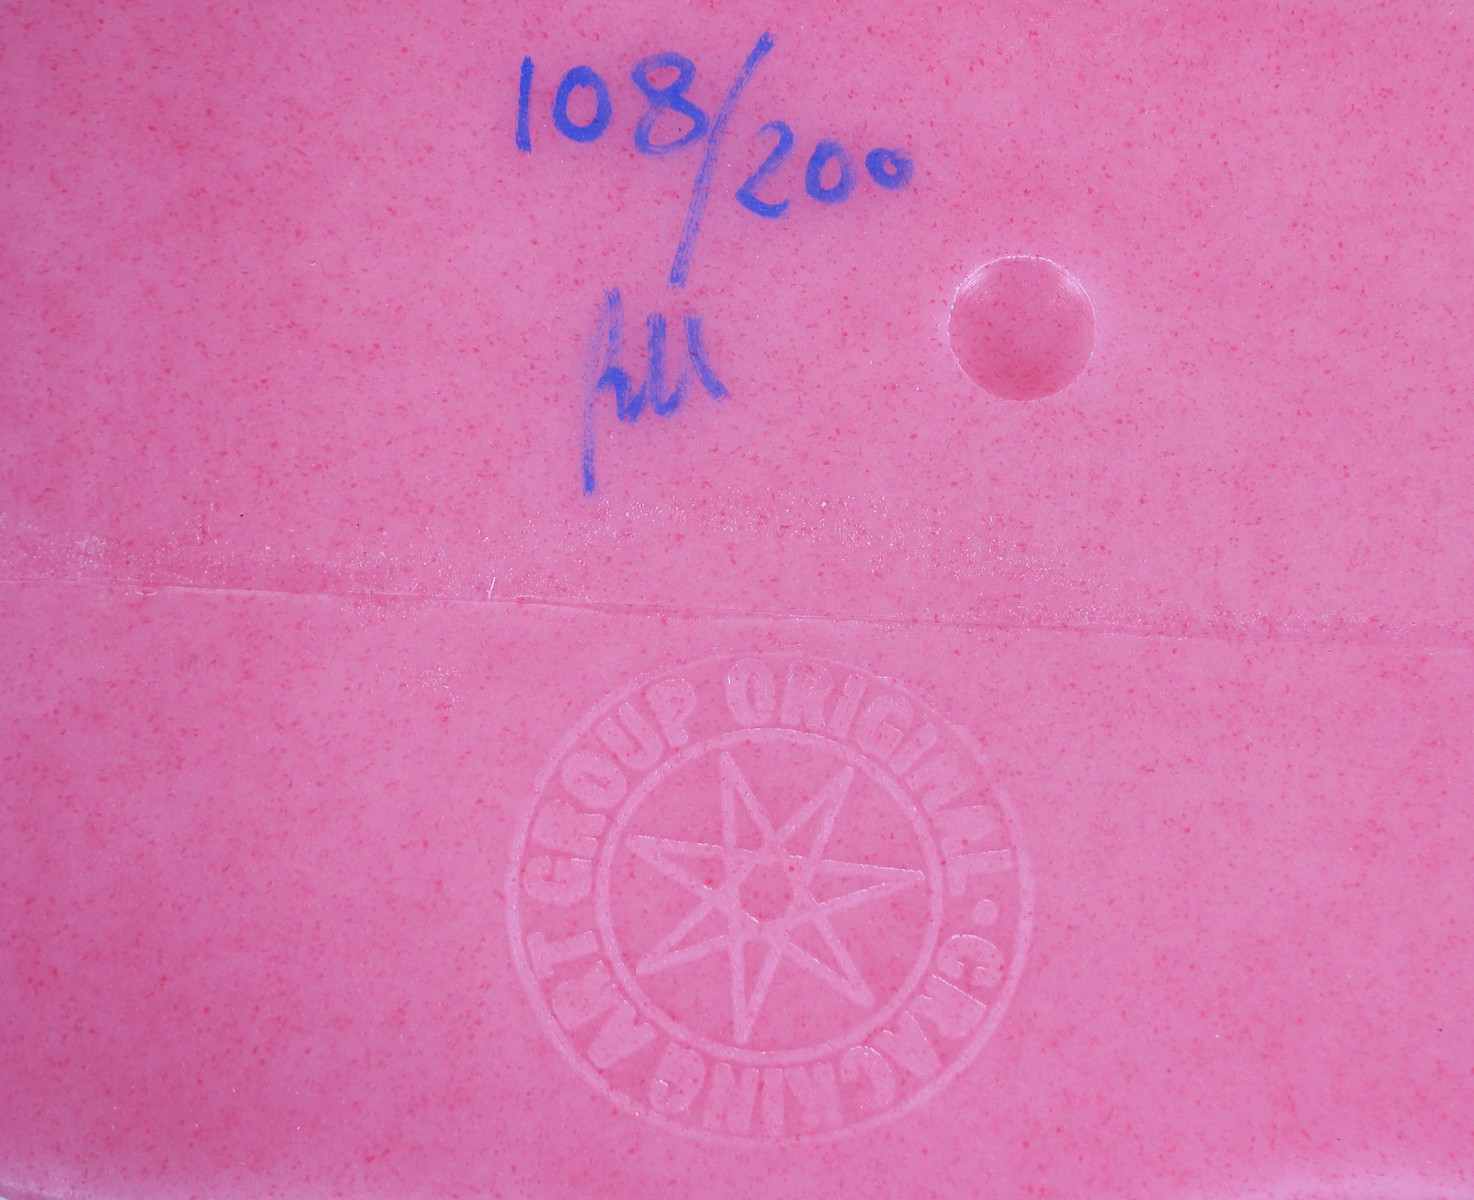 108/200
CRACKING ART GROUP ORIGINAL •